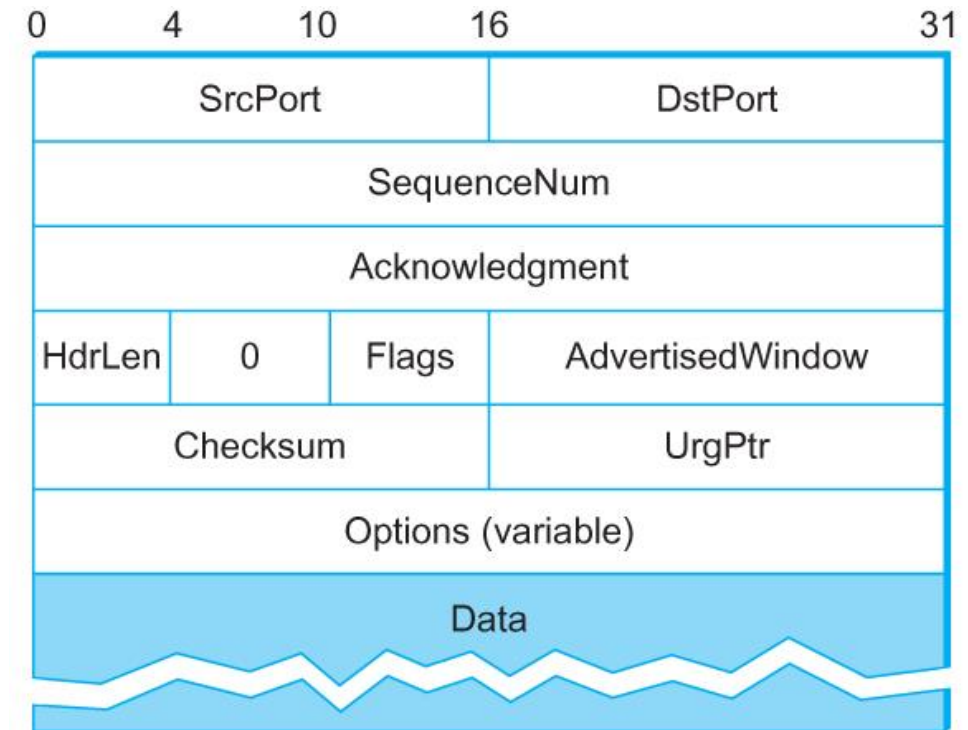 0 4 10 16 31
SrcPort DstPort
SequenceNum
Acknowledgment
HdrLen 0 Flags AdvertisedWindow
Checksum UrgPtr
Options (variable)
Data